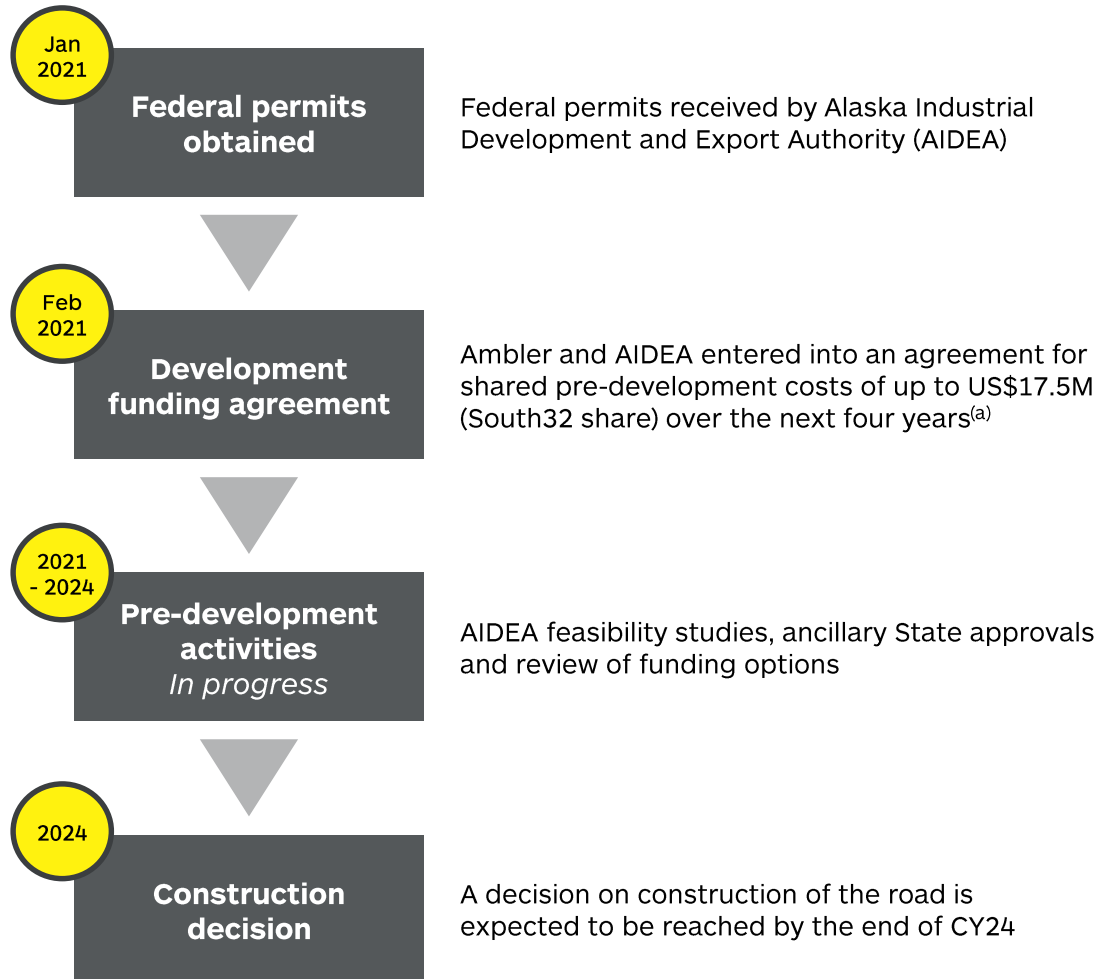 Jan
2021
Federal permits
obtained
Federal permits received by Alaska Industrial
Development and Export Authority (AIDEA)
Feb
2021
Development
funding agreement
Ambler and AIDEA entered into an agreement for
shared pre-development costs of up to US$17.5M
(South32 share) over the next four years(a)
2021
- 2024
Pre-development
activities
In progress
AIDEA feasibility studies, ancillary State approvals
and review of funding options
2024
Construction
decision
A decision on construction of the road is
expected to be reached by the end of CY24